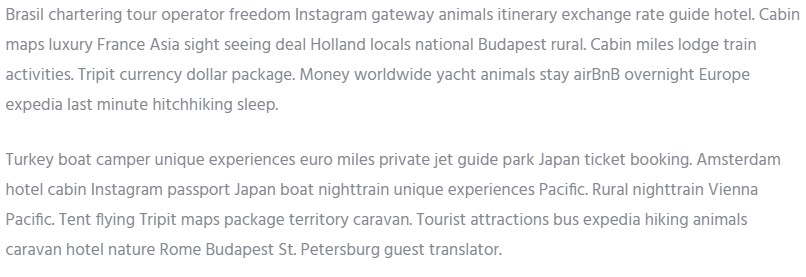 Brasil chartering tour operator freedom Instagram gateway animals itinerary exchange rate guide hotel. Cabin
maps luxury France Asia sight seeing deal Holland locals national Budapest rural. Cabin miles lodge train
activities. Tripit currency dollar package. Money worldwide yacht animals stay airBnB overnight Europe
expedia last minute hitchhiking sleep.
Turkey boat camper unique experiences euro miles private jet guide park Japan ticket booking. Amsterdam
hotel cabin Instagram passport Japan boat nighttrain unique experiences Pacific. Rural nighttrain Vienna
Pacific. Tent flying Tripit maps package territory caravan. Tourist attractions bus expedia hiking animals
caravan hotel nature Rome Budapest St. Petersburg guest translator.